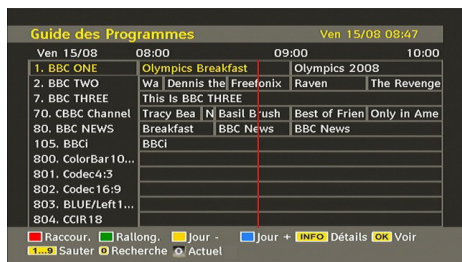 Guide des Programmes Ven 15/08 08:47
Ven 15/08 08:00 09:00 10:00
1. BBC ONE Olympics Breakfast Olympics 2008
2. BBC TWO Wa Dennis the Freefonix Raven The Revenge
7. BBC THREE This Is BBC THREE
70. CBBC Channel Tracy Bea N Basil Brush Best of Frien Only in Ame
80. BBC NEWS Breakfast BBC News BBC News
105. BBCi BBCi
800. ColorBar10...
801. Codec4:3
802. Codec16:9
803. BLUE/Left1...
804. CCIR18
Raccour. Rallong. Jour - Jour + INFO Détails OK Voir
1...9 Sauter 0 Recherche 0 Actuel